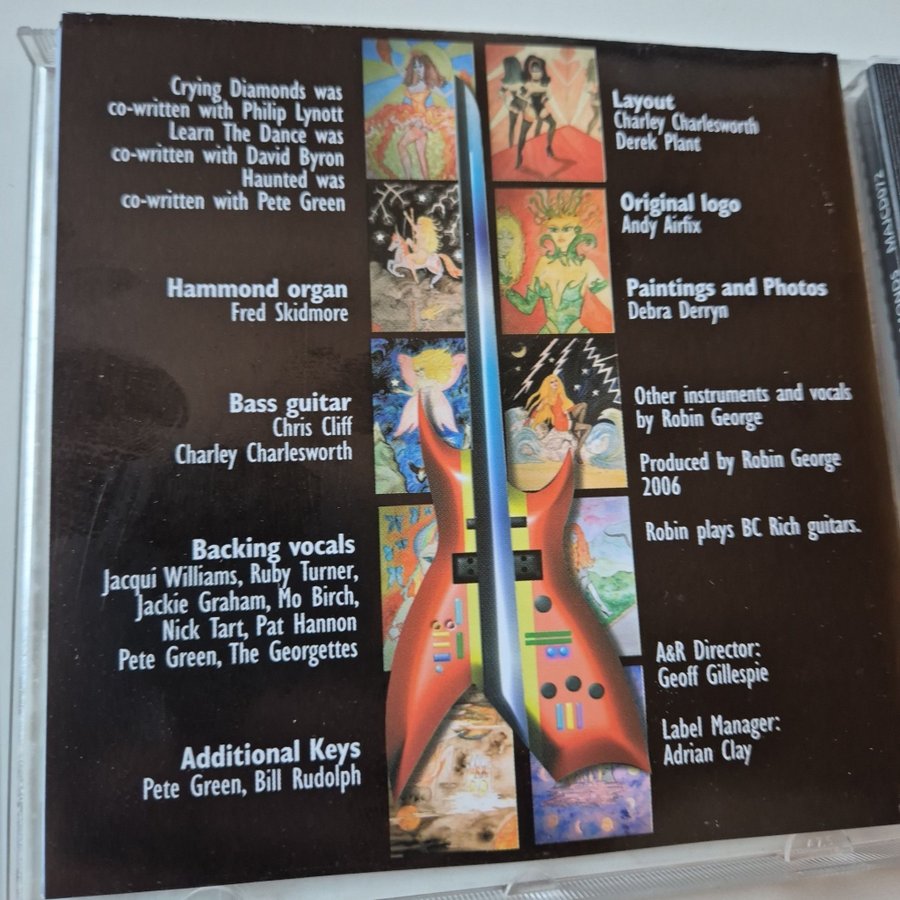 Crying Diamonds was
co-written with Philip Lynott
Learn The Dance was
co-written with David Byron
Haunted was
co-written with Pete Green
Hammond organ
Fred Skidmore
Bass guitar
Chris Cliff
Charley Charlesworth
Backing vocals
Jacqui Williams, Ruby Turner,
Jackie Graham, Mo Birch,
Nick Tart, Pat Hannon
Pete Green, The Georgettes
Additional Keys
Pete Green, Bill Rudolph
Layout
Charley Charlesworth
Derek Plant
Original logo
Andy Airfix
Paintings and Photos
Debra Derryn
Other instruments and vocals
by Robin George
Produced by Robin George
2006
Robin plays BC Rich guitars.
A&R Director:
Geoff Gillespie
Label Manager:
Adrian Clay